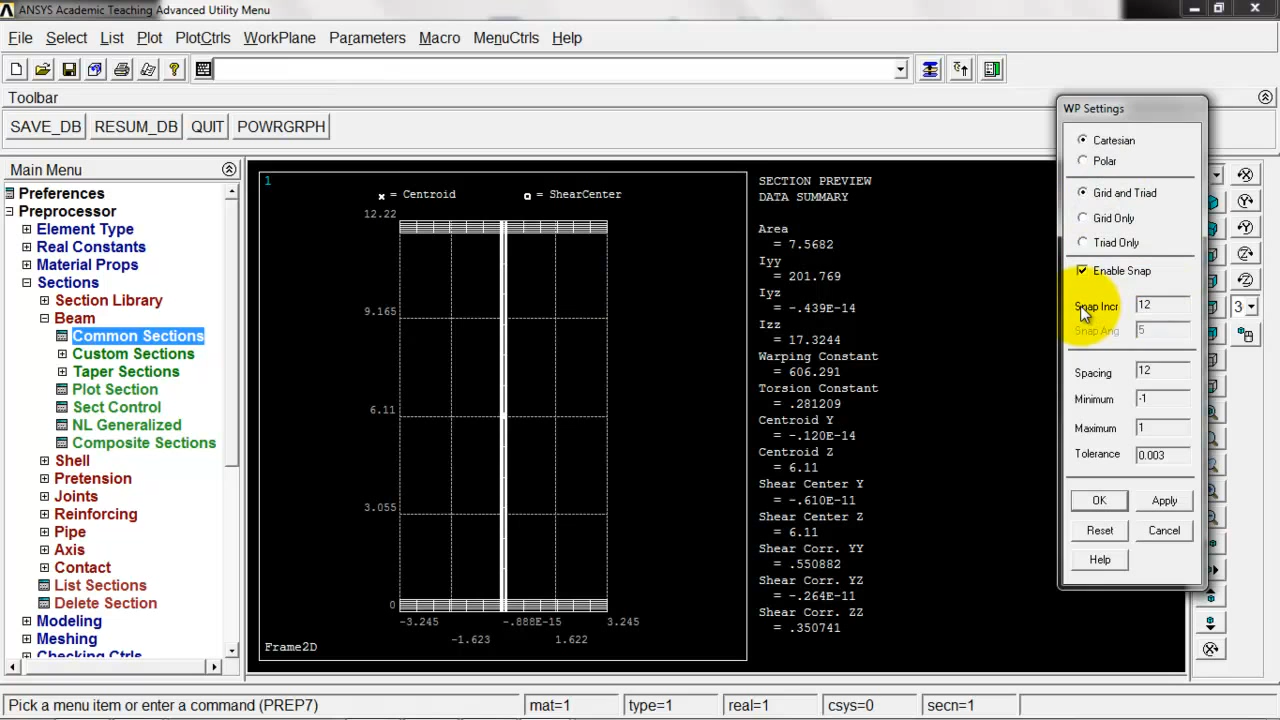 ANSYS Academic Teaching Advanced Utility Menu
File Select List Plot PlotCtrls WorkPlane Parameters Macro MenuCtrls Help
Toolbar
SAVE_DB RESUM_DB QUIT POWRGRPH
Main Menu
Preferences
Preprocessor
Element Type
Real Constants
Material Props
Sections
Section Library
Beam
Common Sections
Custom Sections
Taper Sections
Plot Section
Sect Control
NL Generalized
Composite Sections
Shell
Pretension
Joints
Reinforcing
Pipe
Axis
Contact
List Sections
Delete Section
Modeling
Meshing
Checking Ctrls
1
x = Centroid
= ShearCenter
12.22
9.165
6.11
3.055
0
-3.245 -.888E-15 3.245
-1.623 1.622
Frame2D
SECTION PREVIEW
DATA SUMMARY
Area
= 7.5682
Iyy
= 201.769
Iyz
= -.439E-14
Izz
= 17.3244
Warping Constant
= 606.291
Torsion Constant
= .281209
Centroid Y
= -.120E-14
Centroid Z
= 6.11
Shear Center Y
= -.610E-11
Shear Center Z
= 6.11
Shear Corr. YY
= .550882
Shear Corr. YZ
= -.264E-11
Shear Corr. ZZ
= .350741
WP Settings
Cartesian
Polar
Grid and Triad
Grid Only
Triad Only
Enable Snap
Snap Incr 12
Snap Ang 5
Spacing 12
Minimum -1
Maximum 1
Tolerance 0.003
OK Apply
Reset Cancel
Help
3
Pick a menu item or enter a command (PREP7) mat=1 type=1 real=1 csys=0 secn=1